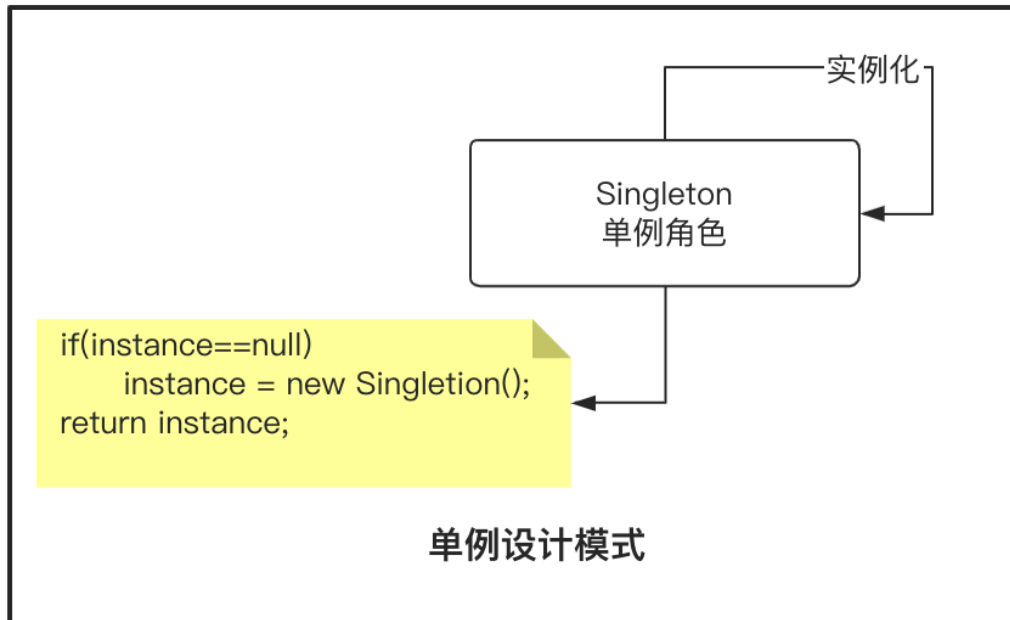 实例化
Singleton
单例角色
if(instance==null)
instance = new Singletion();
return instance;
单例设计模式